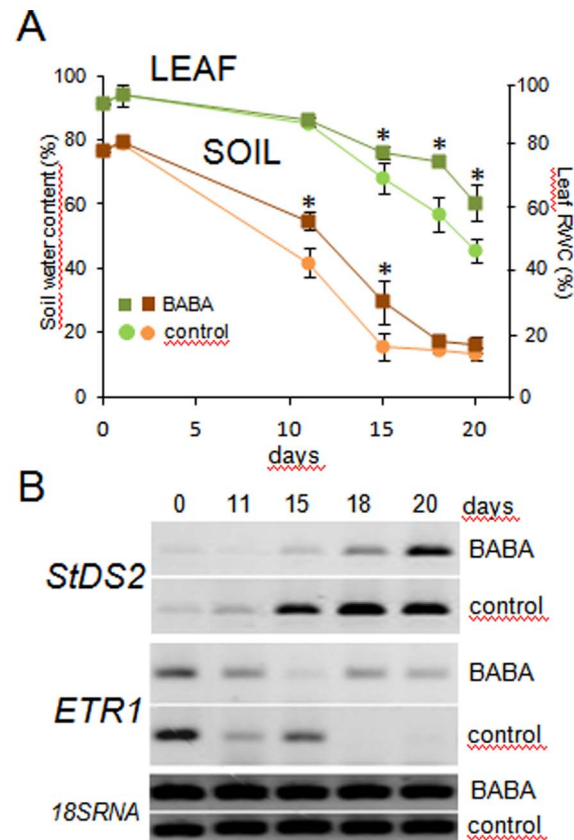 A
LEAF
SOIL
Soil water content (%)
Leaf RWC (%)
100
80
60
40
20
0
100
80
60
40
20
0
* * *
* *
BABA
control
0 5 10 15 20
days
B
0 11 15 18 20 days
StDS2
BABA
control
ETR1
BABA
control
18SRNA
BABA
control